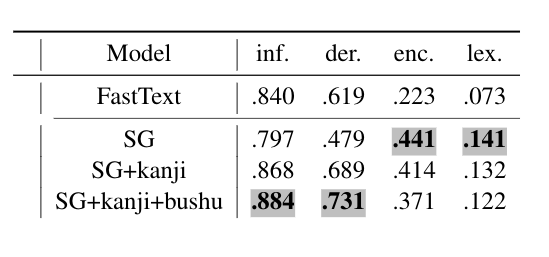 Model inf. der. enc. lex.
FastText .840 .619 .223 .073
SG .797 .479 .441 .141
SG+kanji .868 .689 .414 .132
SG+kanji+bushu .884 .731 .371 .122